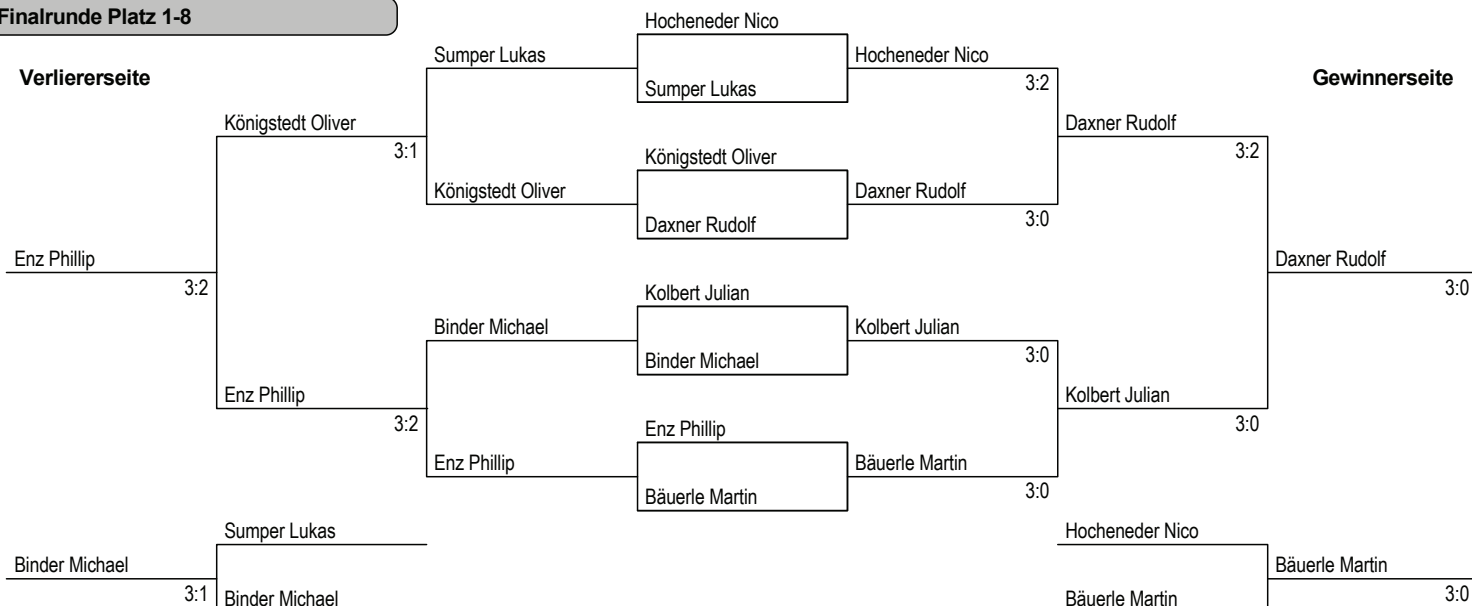 Finalrunde Platz 1-8
Hocheneder Nico
Sumper Lukas
Hocheneder Nico
Verliererseite
Gewinnerseite
3:2
Sumper Lukas
Königstedt Oliver
Daxner Rudolf
3:1
3:2
Königstedt Oliver
Königstedt Oliver
Daxner Rudolf
3:0
Daxner Rudolf
Enz Phillip
Daxner Rudolf
3:2
3:0
Kolbert Julian
Binder Michael
Kolbert Julian
3:0
Binder Michael
Enz Phillip
Kolbert Julian
3:2
3:0
Enz Phillip
Enz Phillip
Bäuerle Martin
3:0
Bäuerle Martin
Sumper Lukas
Hocheneder Nico
Binder Michael
Bäuerle Martin
3:1
3:0
Binder Michael
Bäuerle Martin